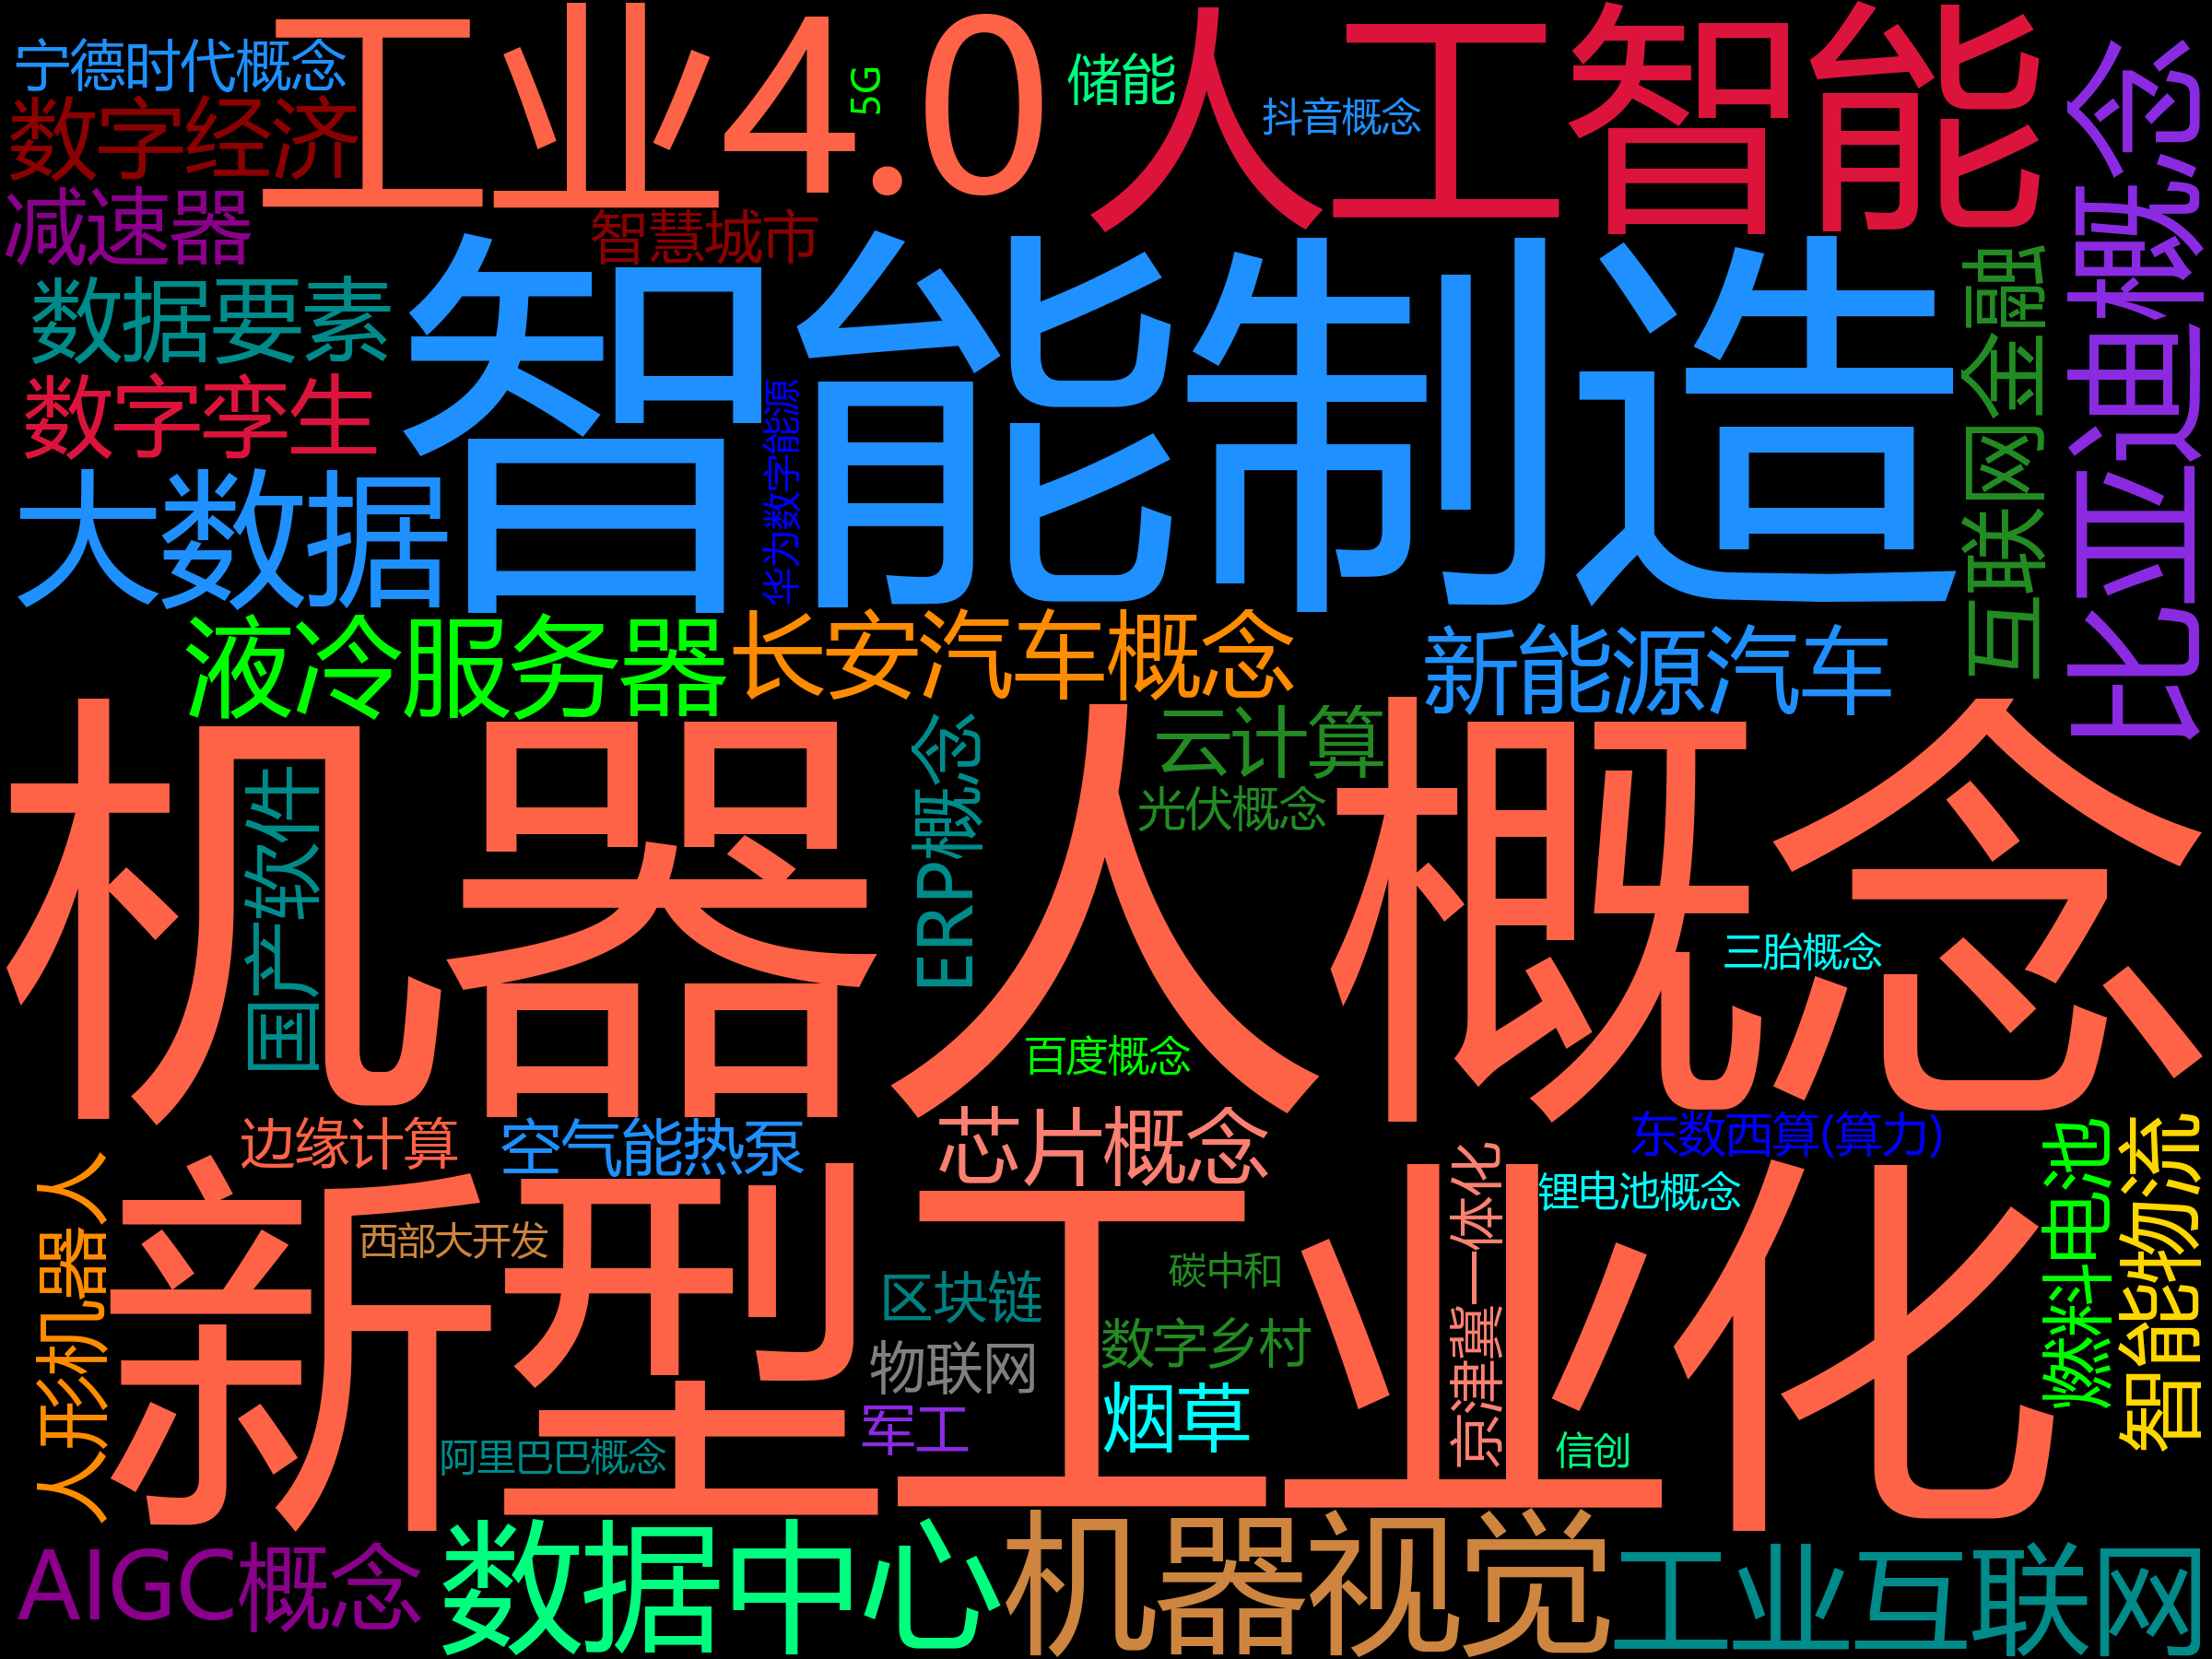 宁德时代概念
工业4.0
5G
储能
抖音概念
人工智能
比亚迪概念
数字经济
减速器
智慧城市
数据要素
智能制造
互联网金融
数字孪生
华为数字能源
大数据
液冷服务器
长安汽车概念
新能源汽车
云计算
机器人概念
国产软件
ERP概念
光伏概念
三胎概念
百度概念
边缘计算
空气能热泵
芯片概念
东数西算(算力)
燃料电池
智能物流
人形机器人
新型工业化
西部大开发
京津冀一体化
锂电池概念
区块链
碳中和
物联网
数字乡村
烟草
军工
阿里巴巴概念
信创
AIGC概念
数据中心
机器视觉
工业互联网